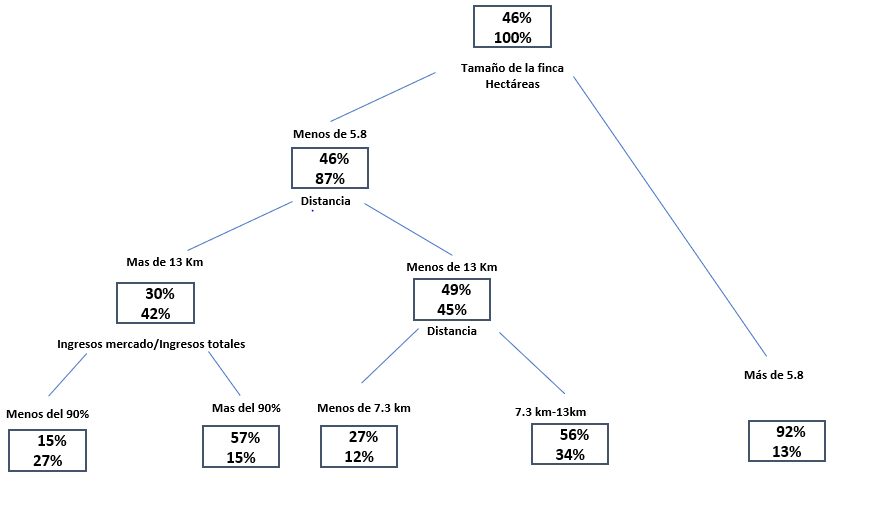 46%
100%
Tamaño de la finca
Hectáreas
Menos de 5.8
46%
87%
Distancia
Mas de 13 Km
30%
42%
Ingresos mercado/Ingresos totales
Menos de 13 Km
49%
45%
Distancia
Menos del 90%
15%
27%
Mas del 90%
57%
15%
Menos de 7.3 km
27%
12%
7.3 km-13km
56%
34%
Más de 5.8
92%
13%